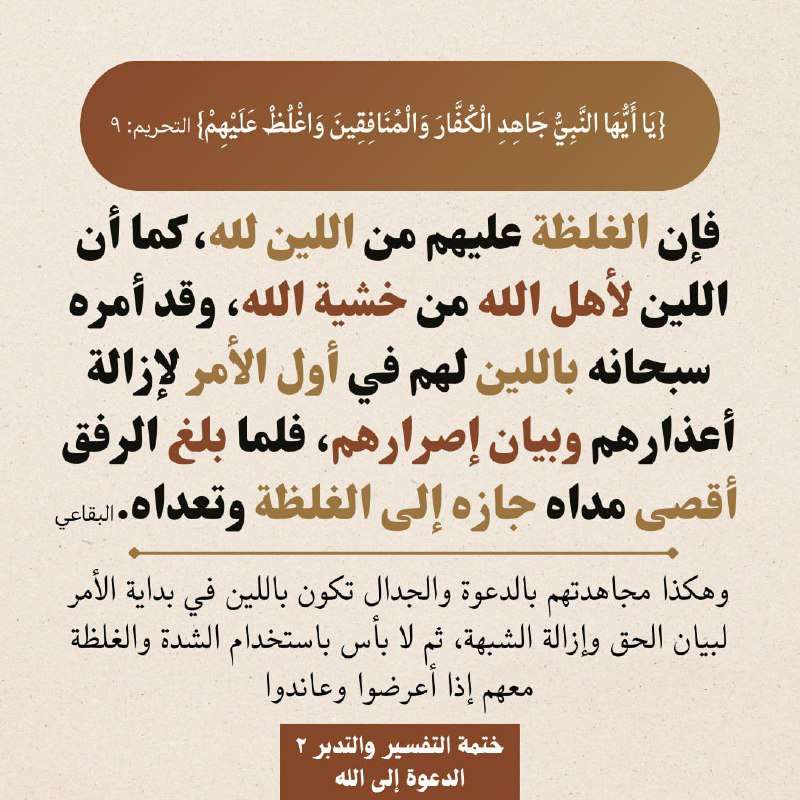 {يَا أَيُّهَا النَّبِيُّ جَاهِدِ الْكُفَّارَ وَالْمُنَافِقِينَ وَاغْلُظْ عَلَيْهِمْ} التحريم: ٩
فإن الغلظة عليهم من اللين لله، كما أن
اللين لأهل الله من خشية الله، وقد أمره
سبحانه باللين لهم في أول الأمر لإزالة
أعذارهم وبيان إصرارهم، فلما بلغ الرفق
أقصى مداه جازه إلى الغلظة وتعداه. البقاعي
وهكذا مجاهدتهم بالدعوة والجدال تكون باللين في بداية الأمر
لبيان الحق وإزالة الشبهة، ثم لا بأس باستخدام الشدة والغلظة
معهم إذا أعرضوا وعاندوا
ختمة التفسير والتدبر ٢
الدعوة إلى الله